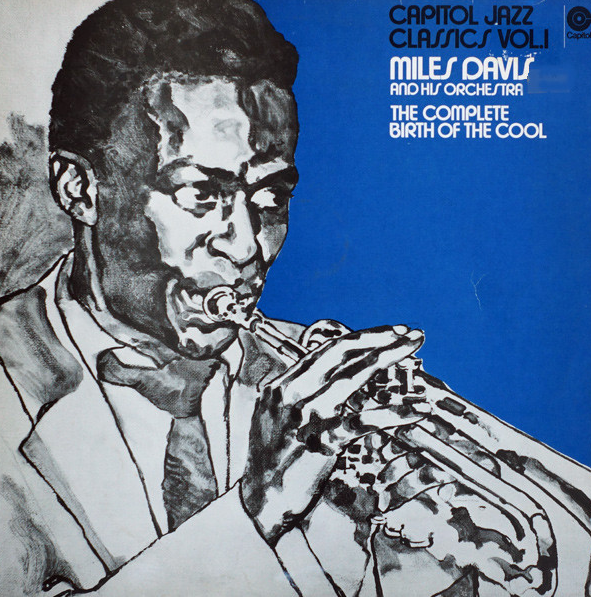 CAPITOL JAZZ
CLASSICS VOL.1
MILES DAVIS
AND HIS ORCHESTRA
THE COMPLETE
BIRTH OF THE COOL
Capitol